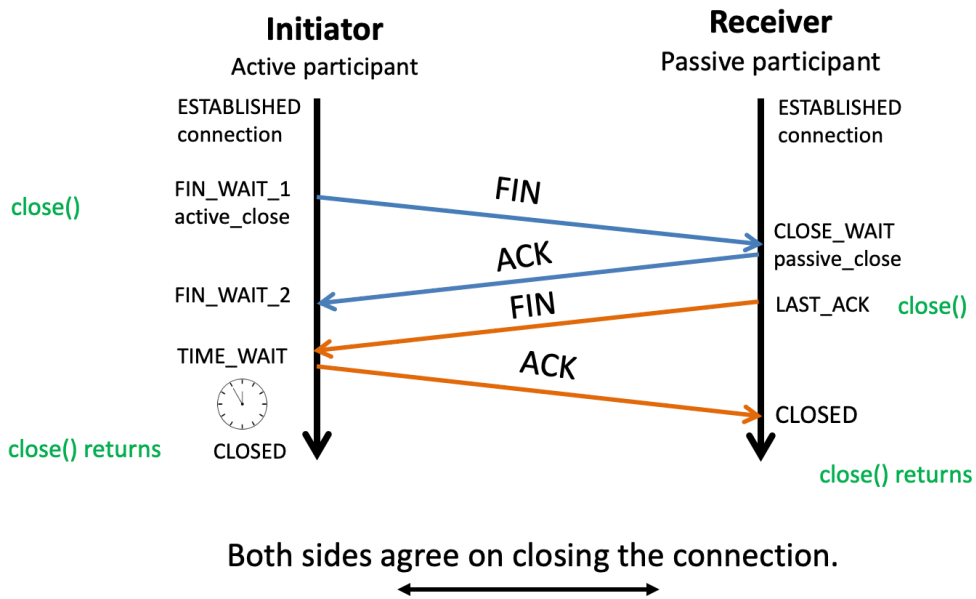 Initiator
Active participant
Receiver
Passive participant
ESTABLISHED
connection
ESTABLISHED
connection
close()
FIN_WAIT_1
active_close
FIN
CLOSE_WAIT
passive_close
ACK
FIN_WAIT_2
FIN
LAST_ACK
close()
TIME_WAIT
ACK
CLOSED
close() returns
CLOSED
close() returns
Both sides agree on closing the connection.